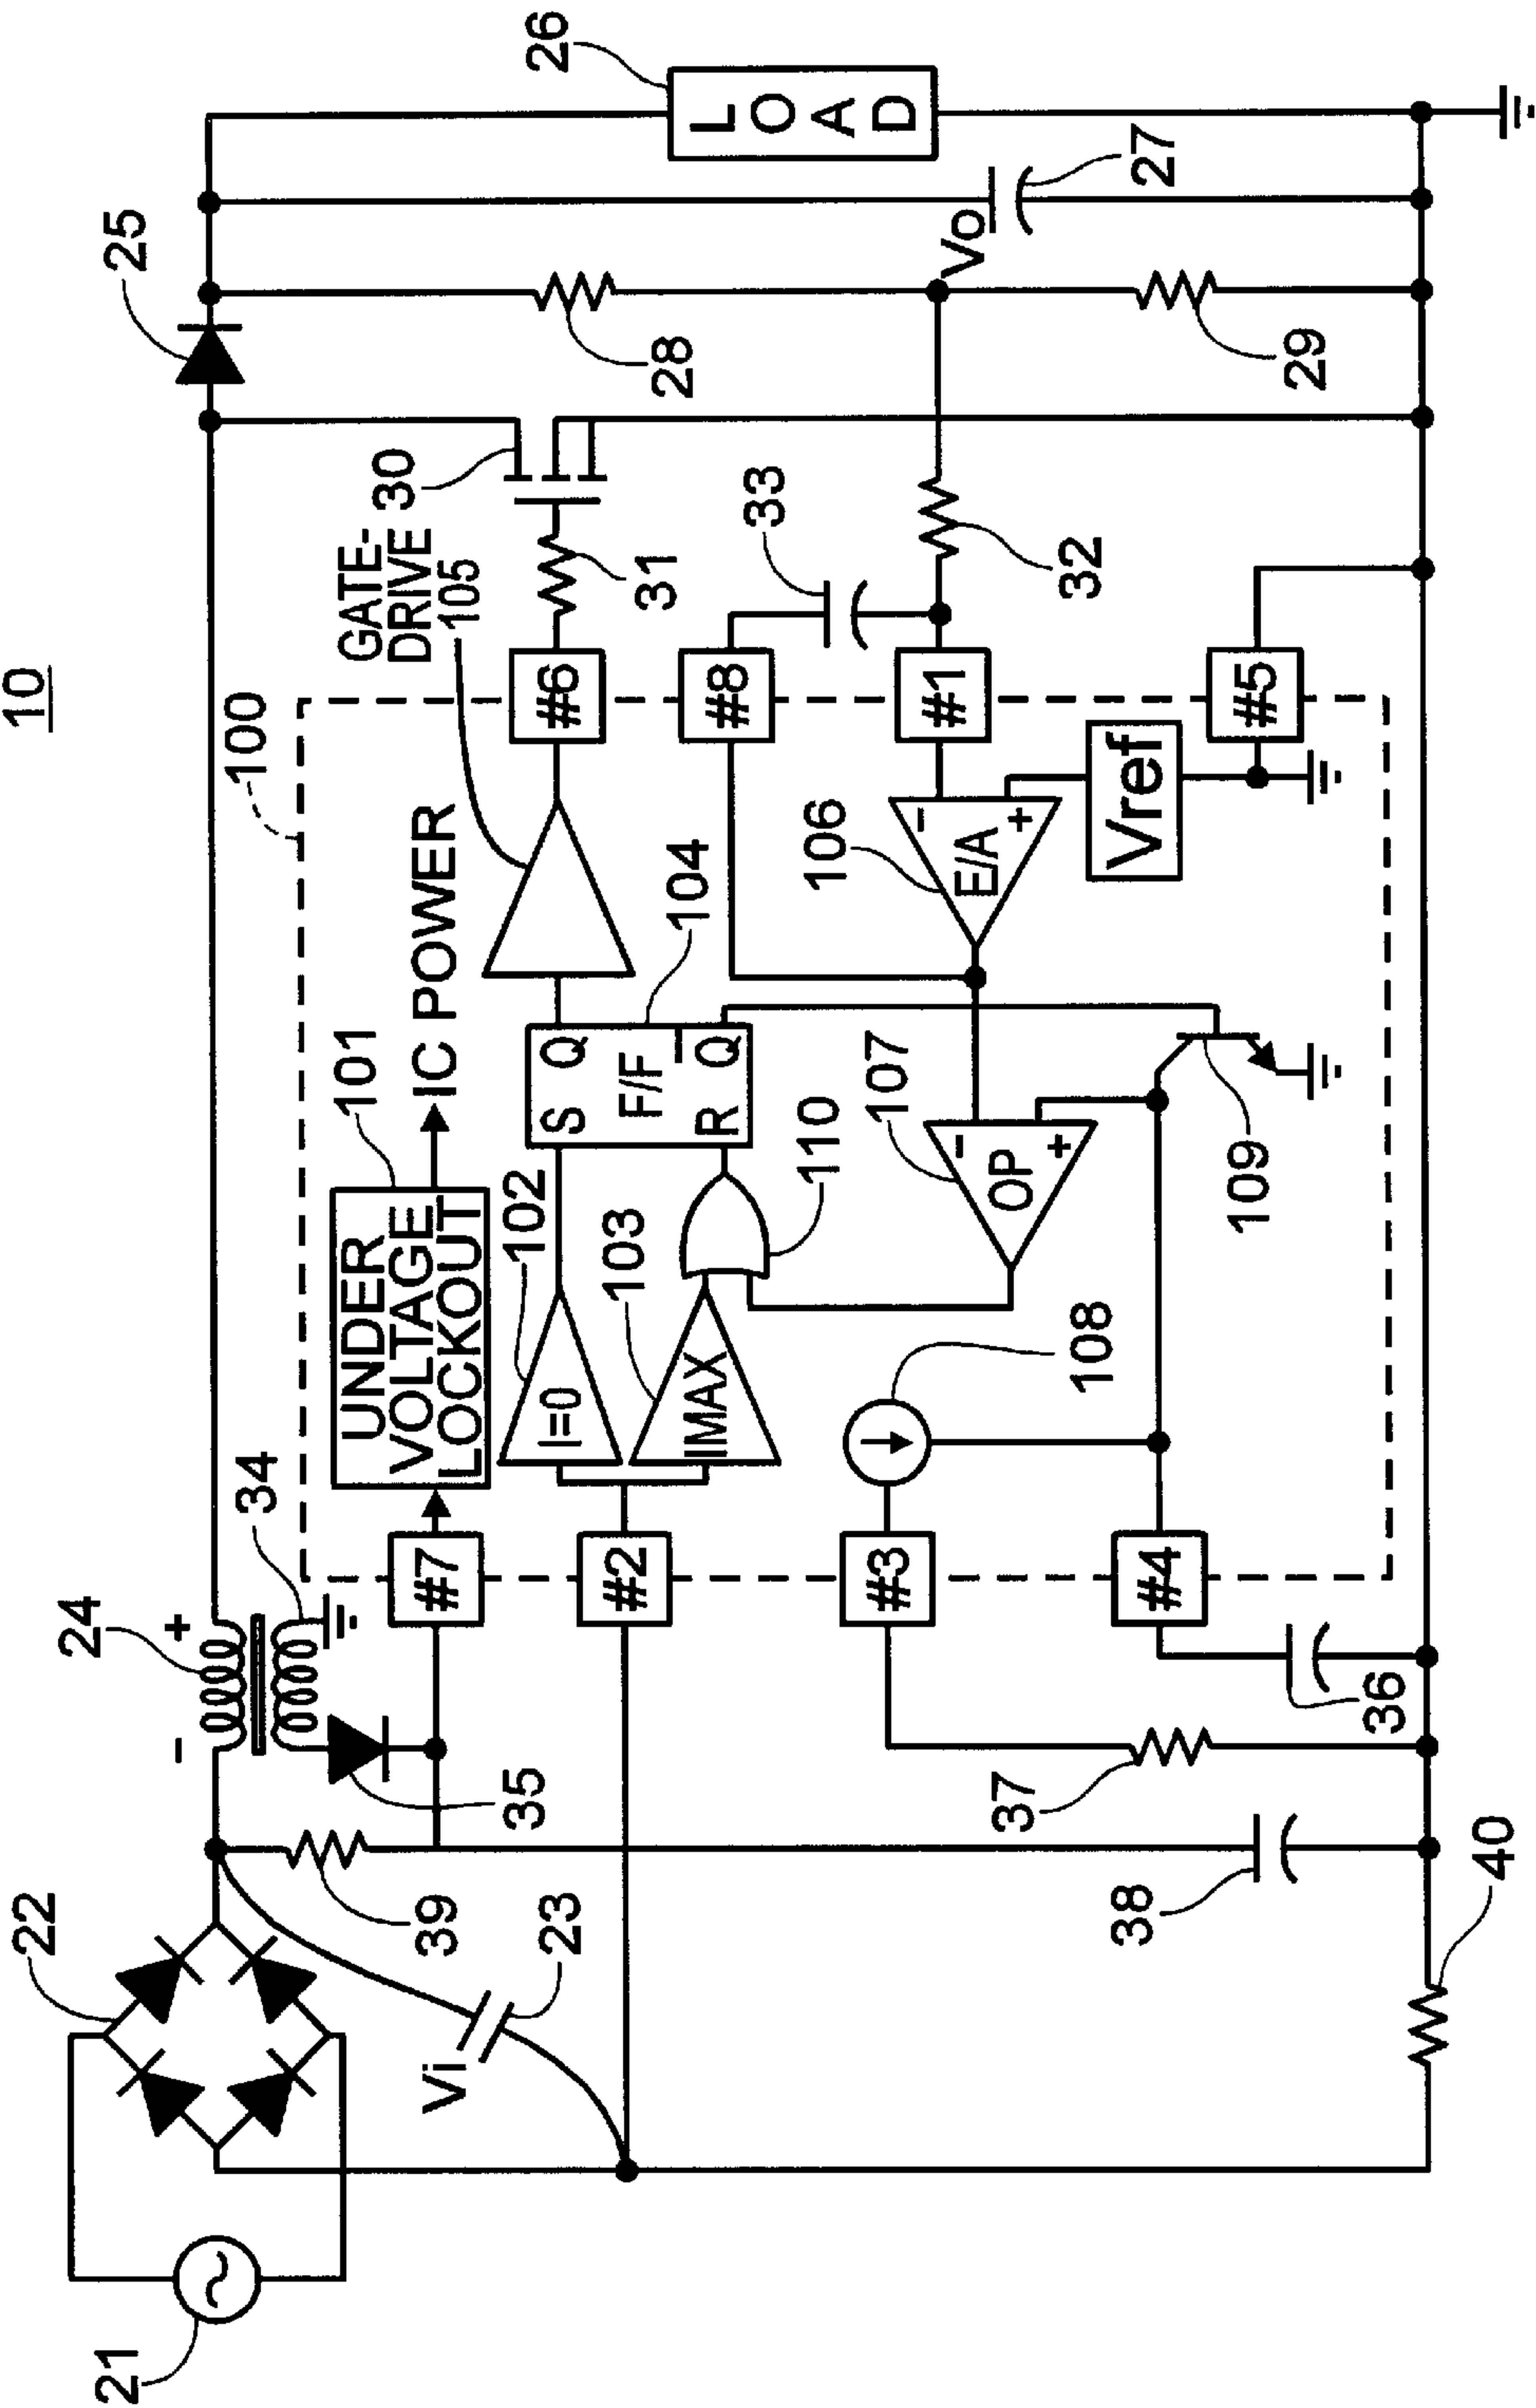 10
21
22
24
+
-
34
25
26
LOAD
27
Vo
28
29
30
31
32
33
GATE-
DRIVE
105
100
101
UNDER
VOLTAGE
LOCKOUT
IC POWER
#7
#2
#3
#4
#6
#8
#1
#5
102
I=0
103
IMAX
104
S Q
F/F
R Q
110
106
-
E/A
+
Vref
107
-
OP
+
108
109
35
39
Vi
23
36
37
38
40